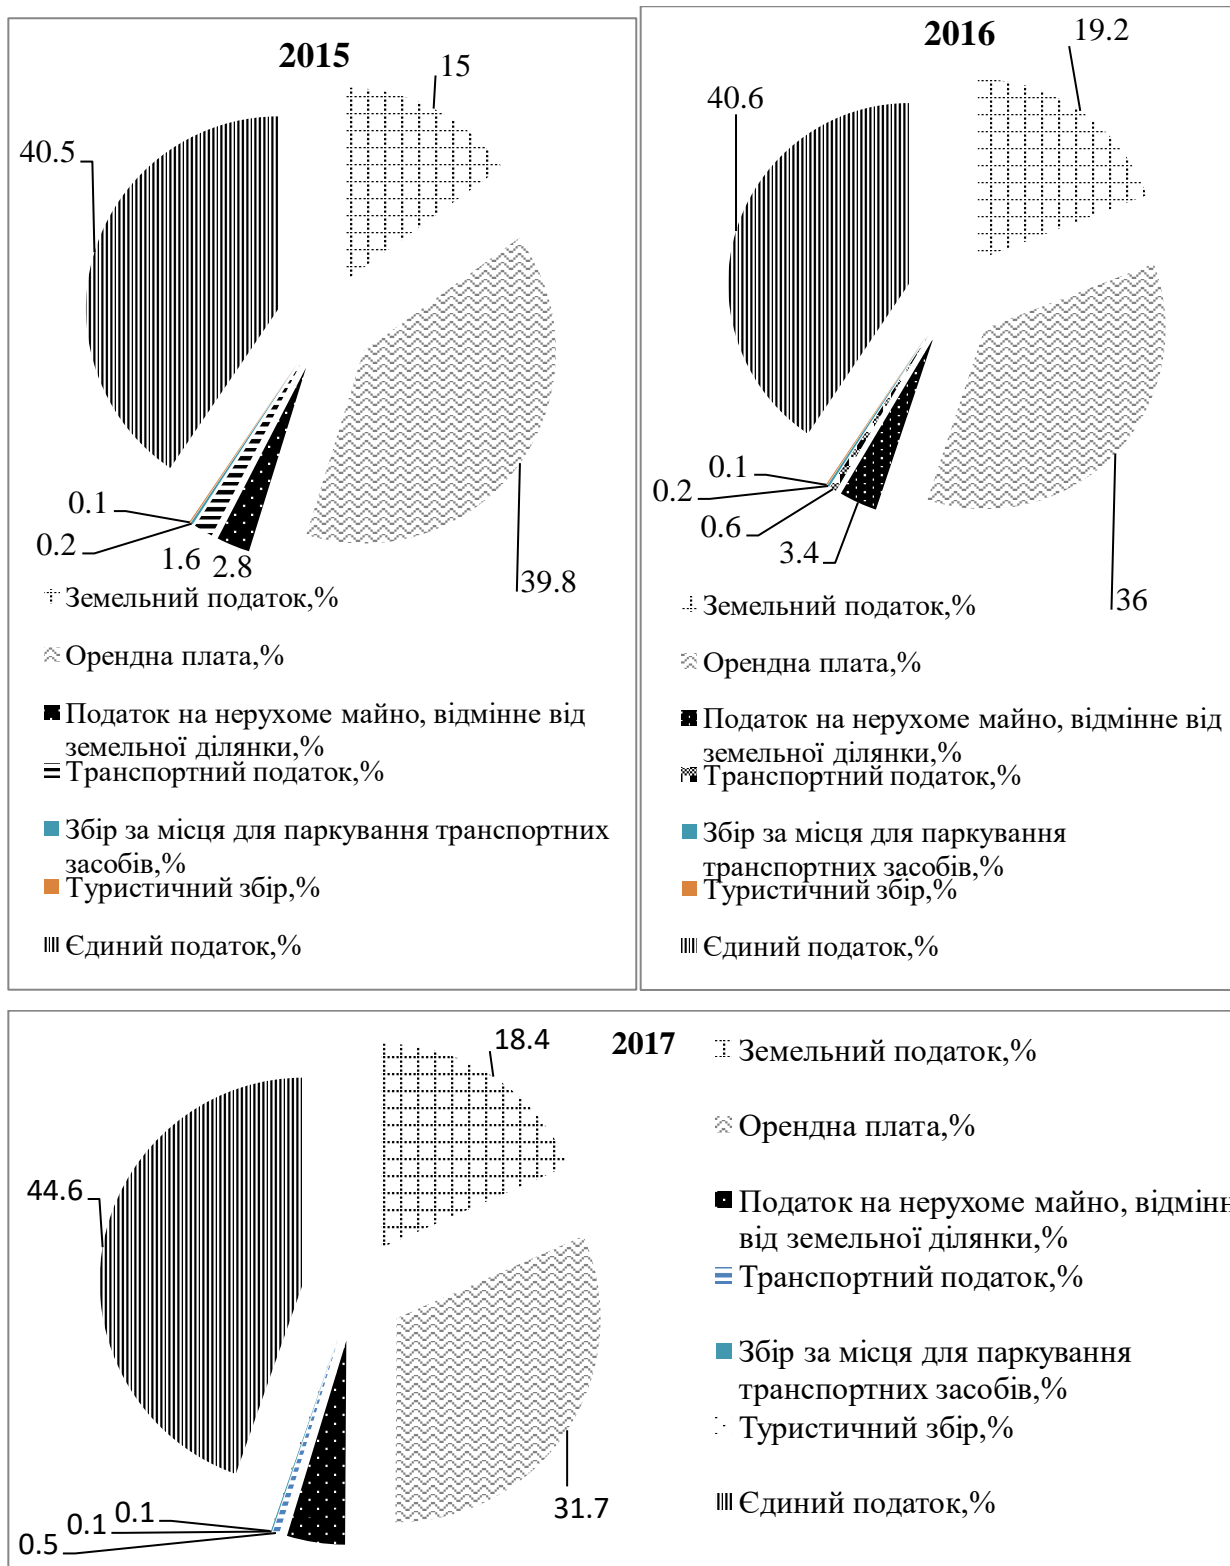 2015
15
40.5
0.1
0.2
1.6
2.8
39.8
Земельний податок,%
Орендна плата,%
Податок на нерухоме майно, відмінне від
земельної ділянки,%
Транспортний податок,%
Збір за місця для паркування транспортних
засобів,%
Туристичний збір,%
Єдиний податок,%
2016
19.2
40.6
0.1
0.2
0.6
3.4
36
Земельний податок,%
Орендна плата,%
Податок на нерухоме майно, відмінне від
земельної ділянки,%
Транспортний податок,%
Збір за місця для паркування
транспортних засобів,%
Туристичний збір,%
Єдиний податок,%
2017
18.4
44.6
0.1
0.1
0.5
31.7
Земельний податок,%
Орендна плата,%
Податок на нерухоме майно, відмінн
від земельної ділянки,%
Транспортний податок,%
Збір за місця для паркування
транспортних засобів,%
Туристичний збір,%
Єдиний податок,%